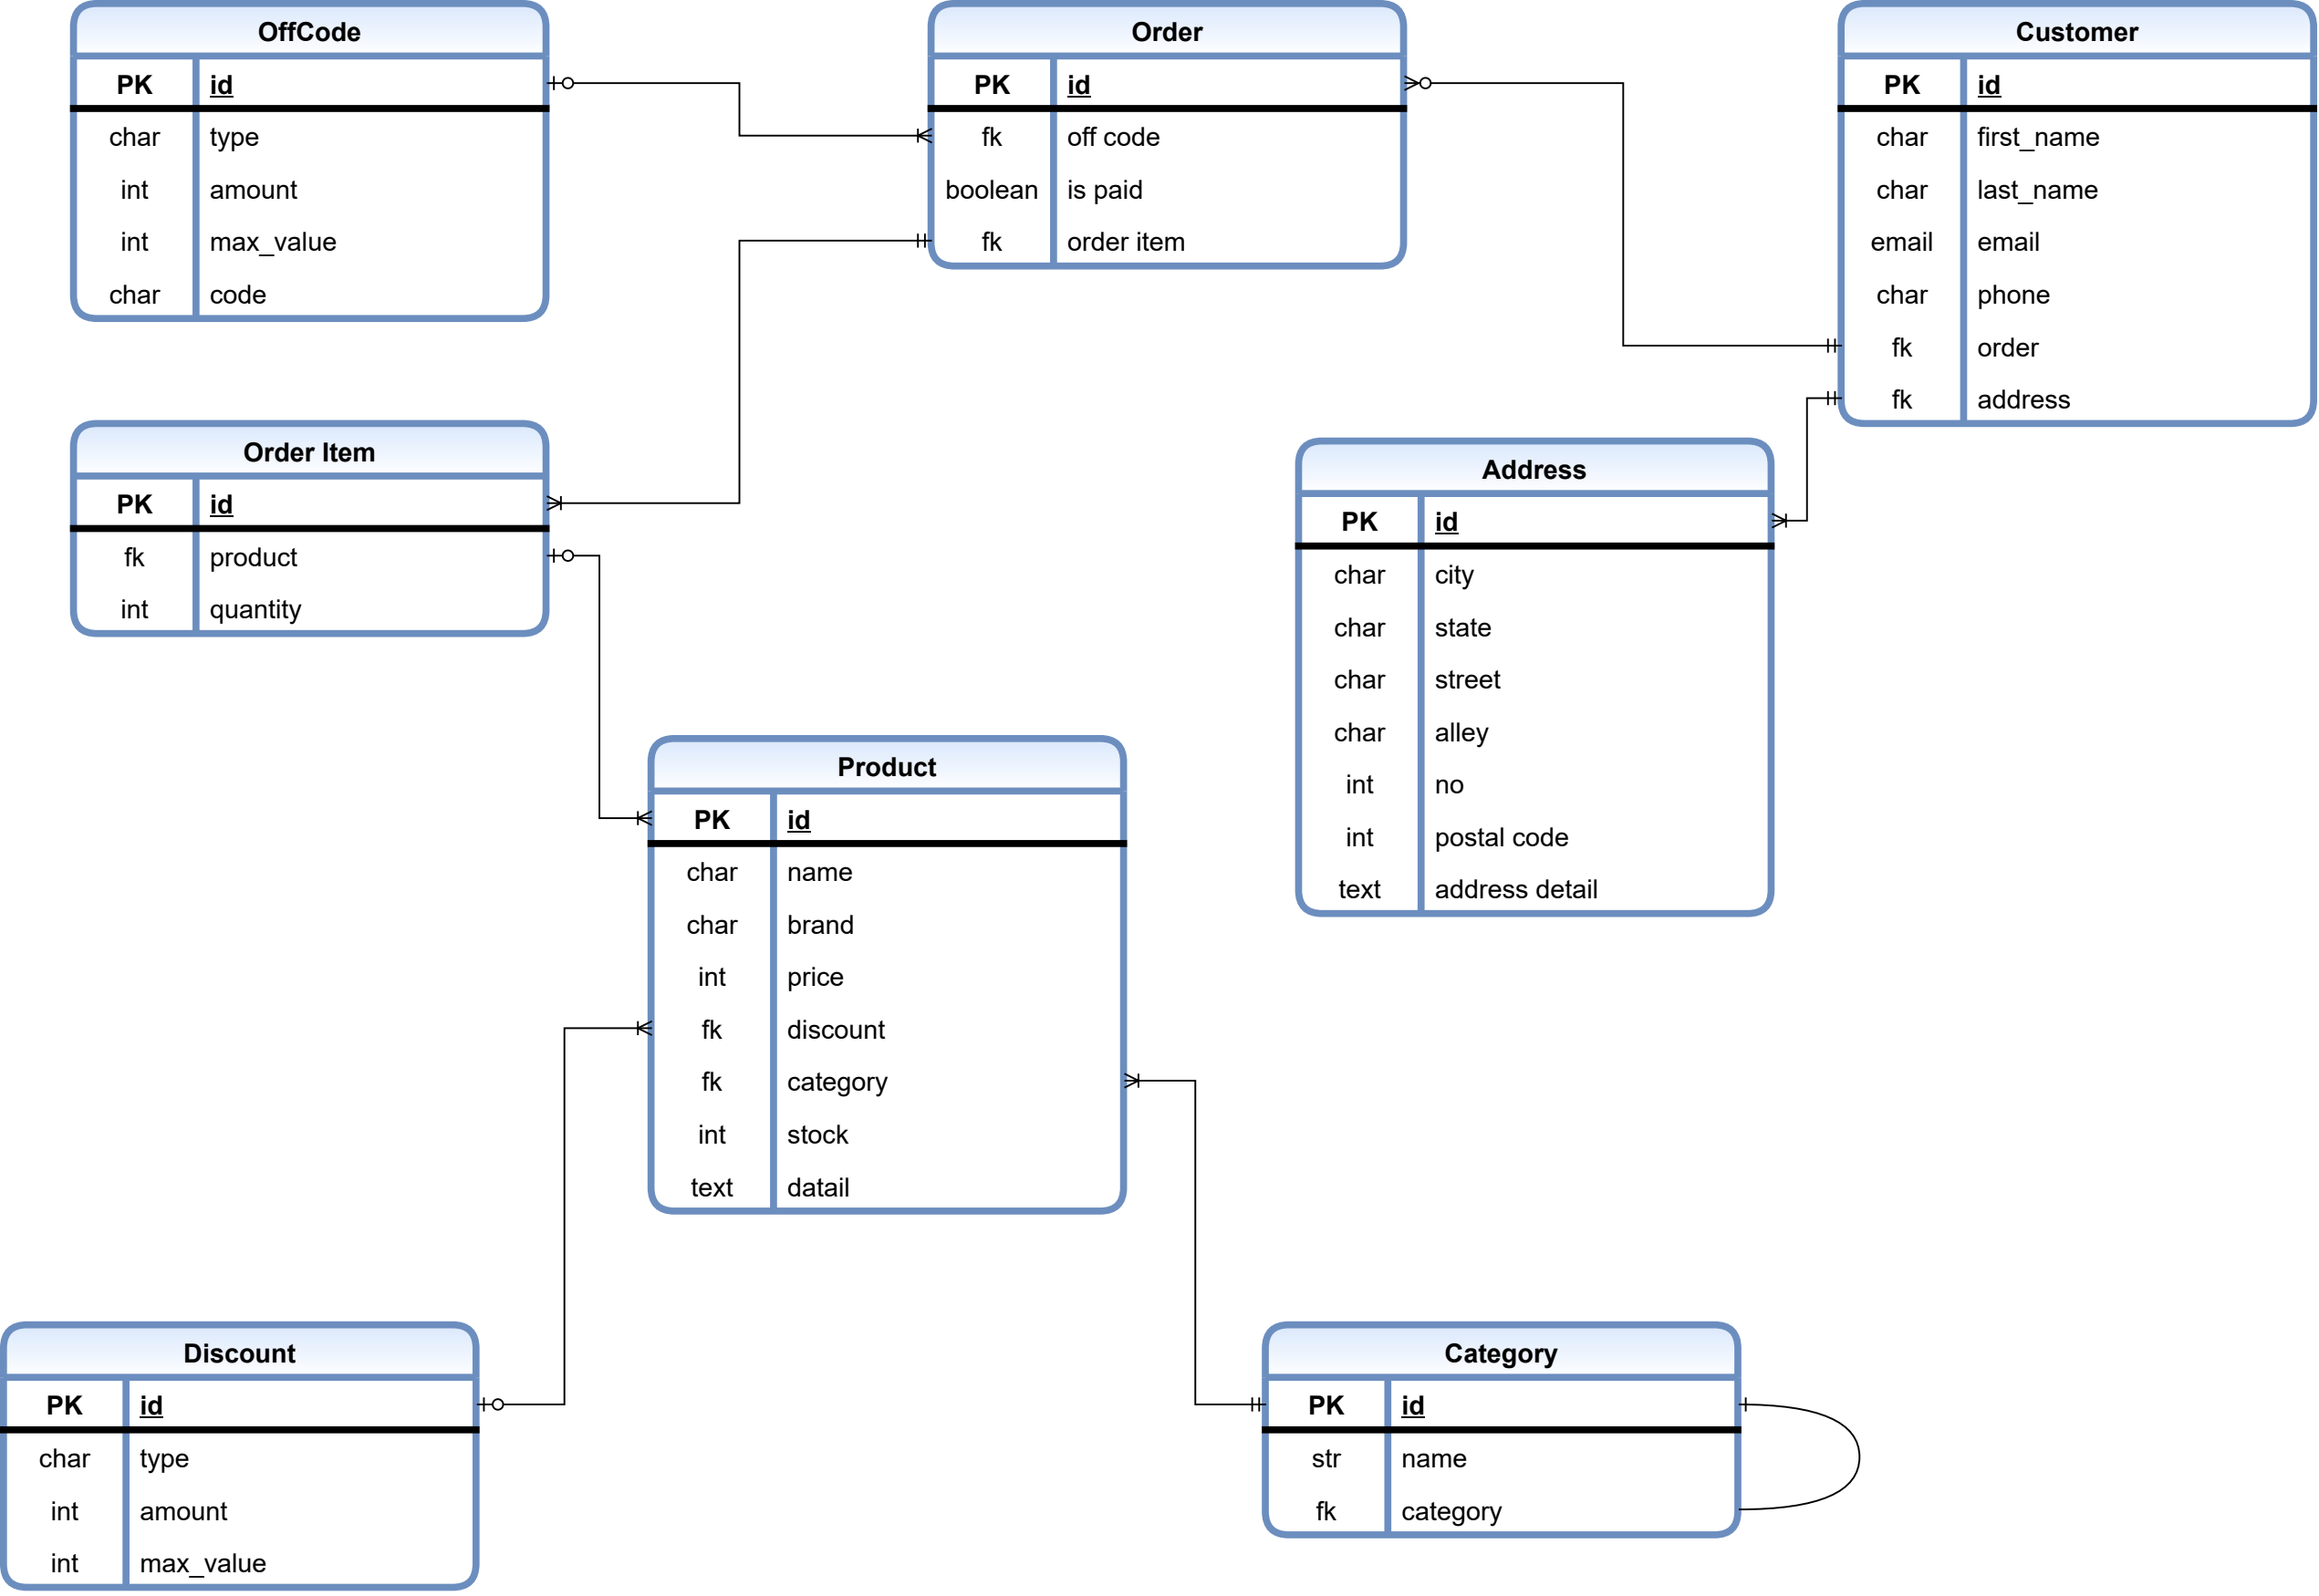 OffCode
PK id
char type
int amount
int max_value
char code
Order
PK id
fk off code
boolean is paid
fk order item
Customer
PK id
char first_name
char last_name
email email
char phone
fk order
fk address
Order Item
PK id
fk product
int quantity
Address
PK id
char city
char state
char street
char alley
int no
int postal code
text address detail
Product
PK id
char name
char brand
int price
fk discount
fk category
int stock
text datail
Discount
PK id
char type
int amount
int max_value
Category
PK id
str name
fk category